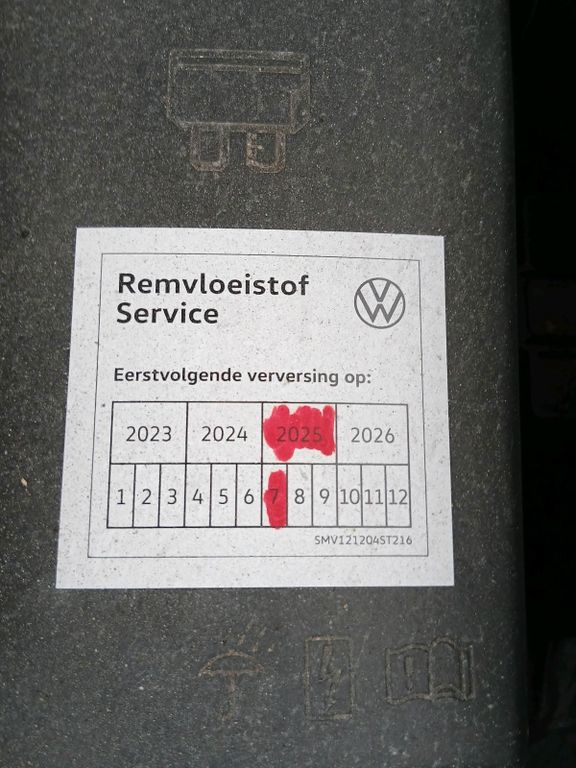 Remvloeistof
Service
Eerstvolgende verversing op:
2023 2024 2025 2026
1 2 3 4 5 6 7 8 9 10 11 12
SMV121204ST216